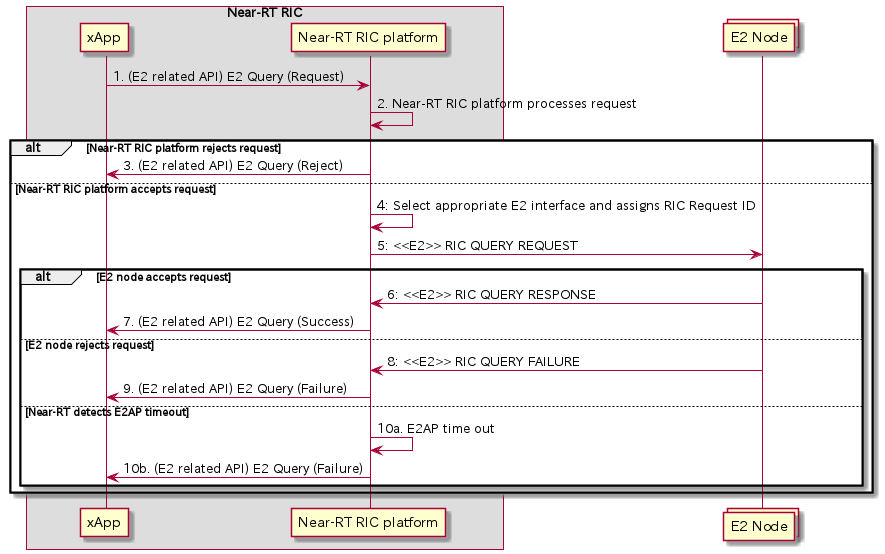 Near-RT RIC
xApp
Near-RT RIC platform
E2 Node
1. (E2 related API) E2 Query (Request)
2. Near-RT RIC platform processes request
alt [Near-RT RIC platform rejects request]
3. (E2 related API) E2 Query (Reject)
[Near-RT RIC platform accepts request]
4: Select appropriate E2 interface and assigns RIC Request ID
5: <<E2>> RIC QUERY REQUEST
alt [E2 node accepts request]
6: <<E2>> RIC QUERY RESPONSE
7. (E2 related API) E2 Query (Success)
[E2 node rejects request]
8: <<E2>> RIC QUERY FAILURE
9. (E2 related API) E2 Query (Failure)
[Near-RT detects E2AP timeout]
10a. E2AP time out
10b. (E2 related API) E2 Query (Failure)
xApp
Near-RT RIC platform
E2 Node